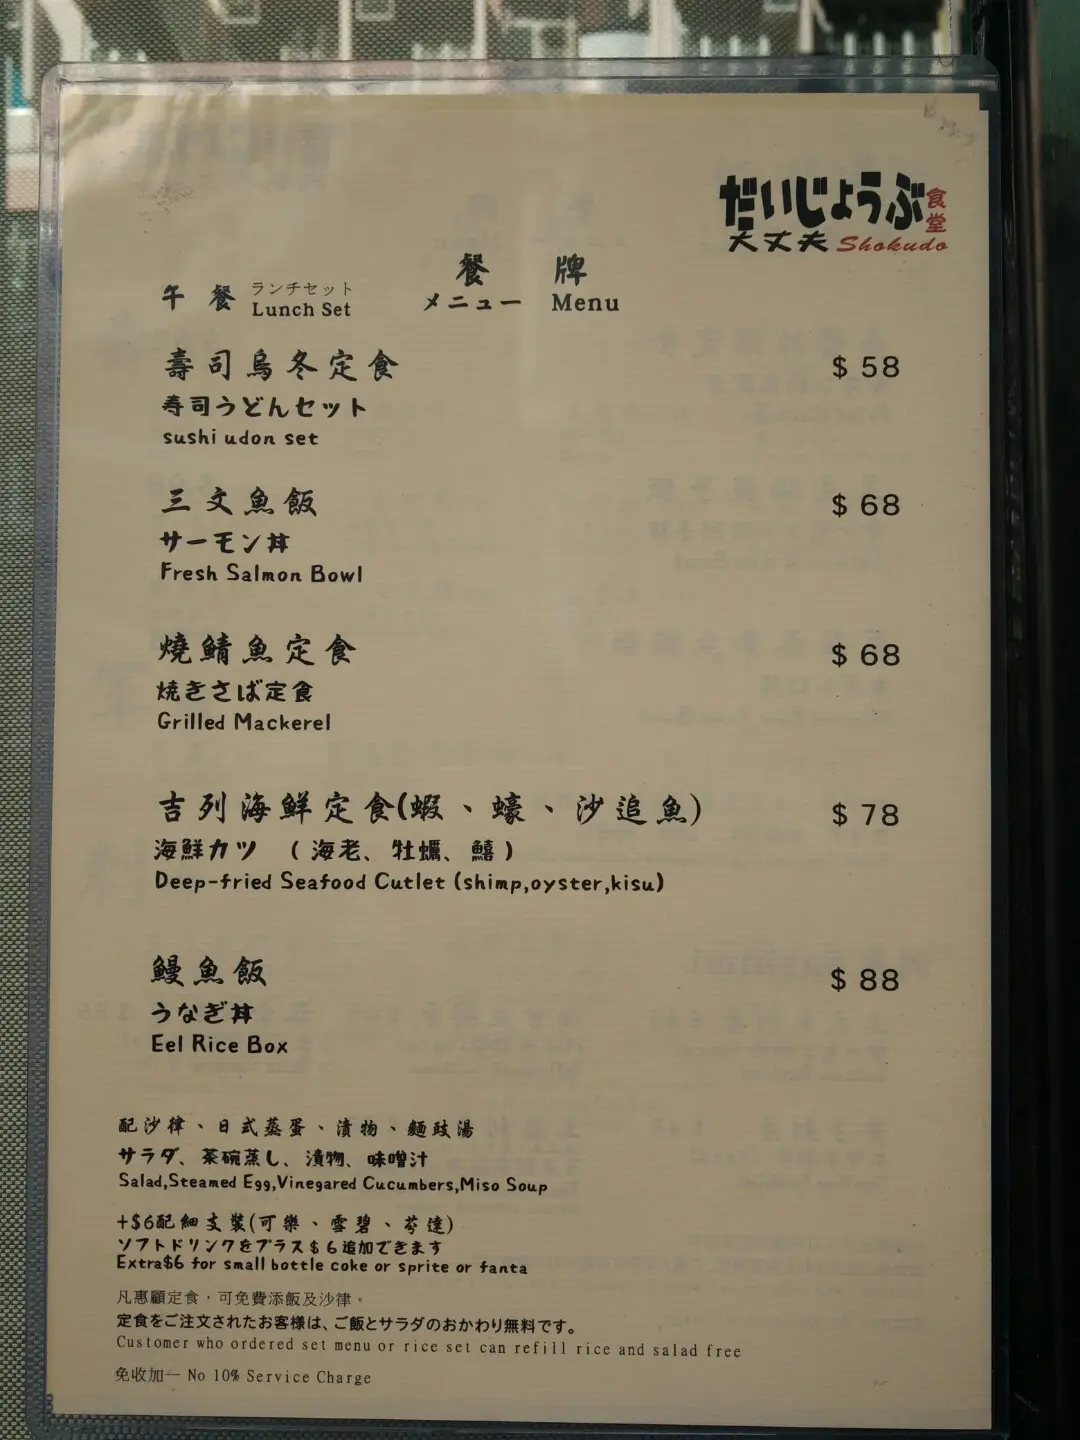 だいじょうぶ食堂
大丈夫 Shokudo
餐 牌
メニュー Menu
午 餐 ランチセット
Lunch Set
壽司烏冬定食 $ 58
寿司うどんセット
sushi udon set
三文魚飯 $ 68
サーモン丼
Fresh Salmon Bowl
燒鯖魚定食 $ 68
焼きさば定食
Grilled Mackerel
吉列海鮮定食(蝦、蠔、沙追魚) $ 78
海鮮カツ (海老、牡蠣、鱚)
Deep-fried Seafood Cutlet (shimp,oyster,kisu)
鰻魚飯 $ 88
うなぎ丼
Eel Rice Box
配沙律、日式蒸蛋、漬物、麵豉湯
サラダ、茶碗蒸し、漬物、味噌汁
Salad,Steamed Egg,Vinegared Cucumbers,Miso Soup
+$6配細支裝(可樂、雪碧、芬達)
ソフトドリンクをプラス$6追加できます
Extra$6 for small bottle coke or sprite or fanta
凡惠顧定食，可免費添飯及沙律。
定食をご注文されたお客様は、ご飯とサラダのおかわり無料です。
Customer who ordered set menu or rice set can refill rice and salad free
免收加一 No 10% Service Charge